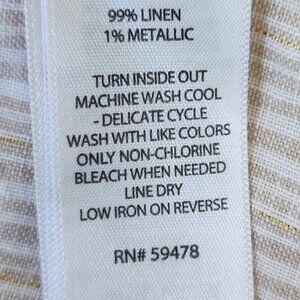 99% LINEN
1% METALLIC
TURN INSIDE OUT
MACHINE WASH COOL
- DELICATE CYCLE
WASH WITH LIKE COLORS
ONLY NON-CHLORINE
BLEACH WHEN NEEDED
LINE DRY
LOW IRON ON REVERSE
RN# 59478